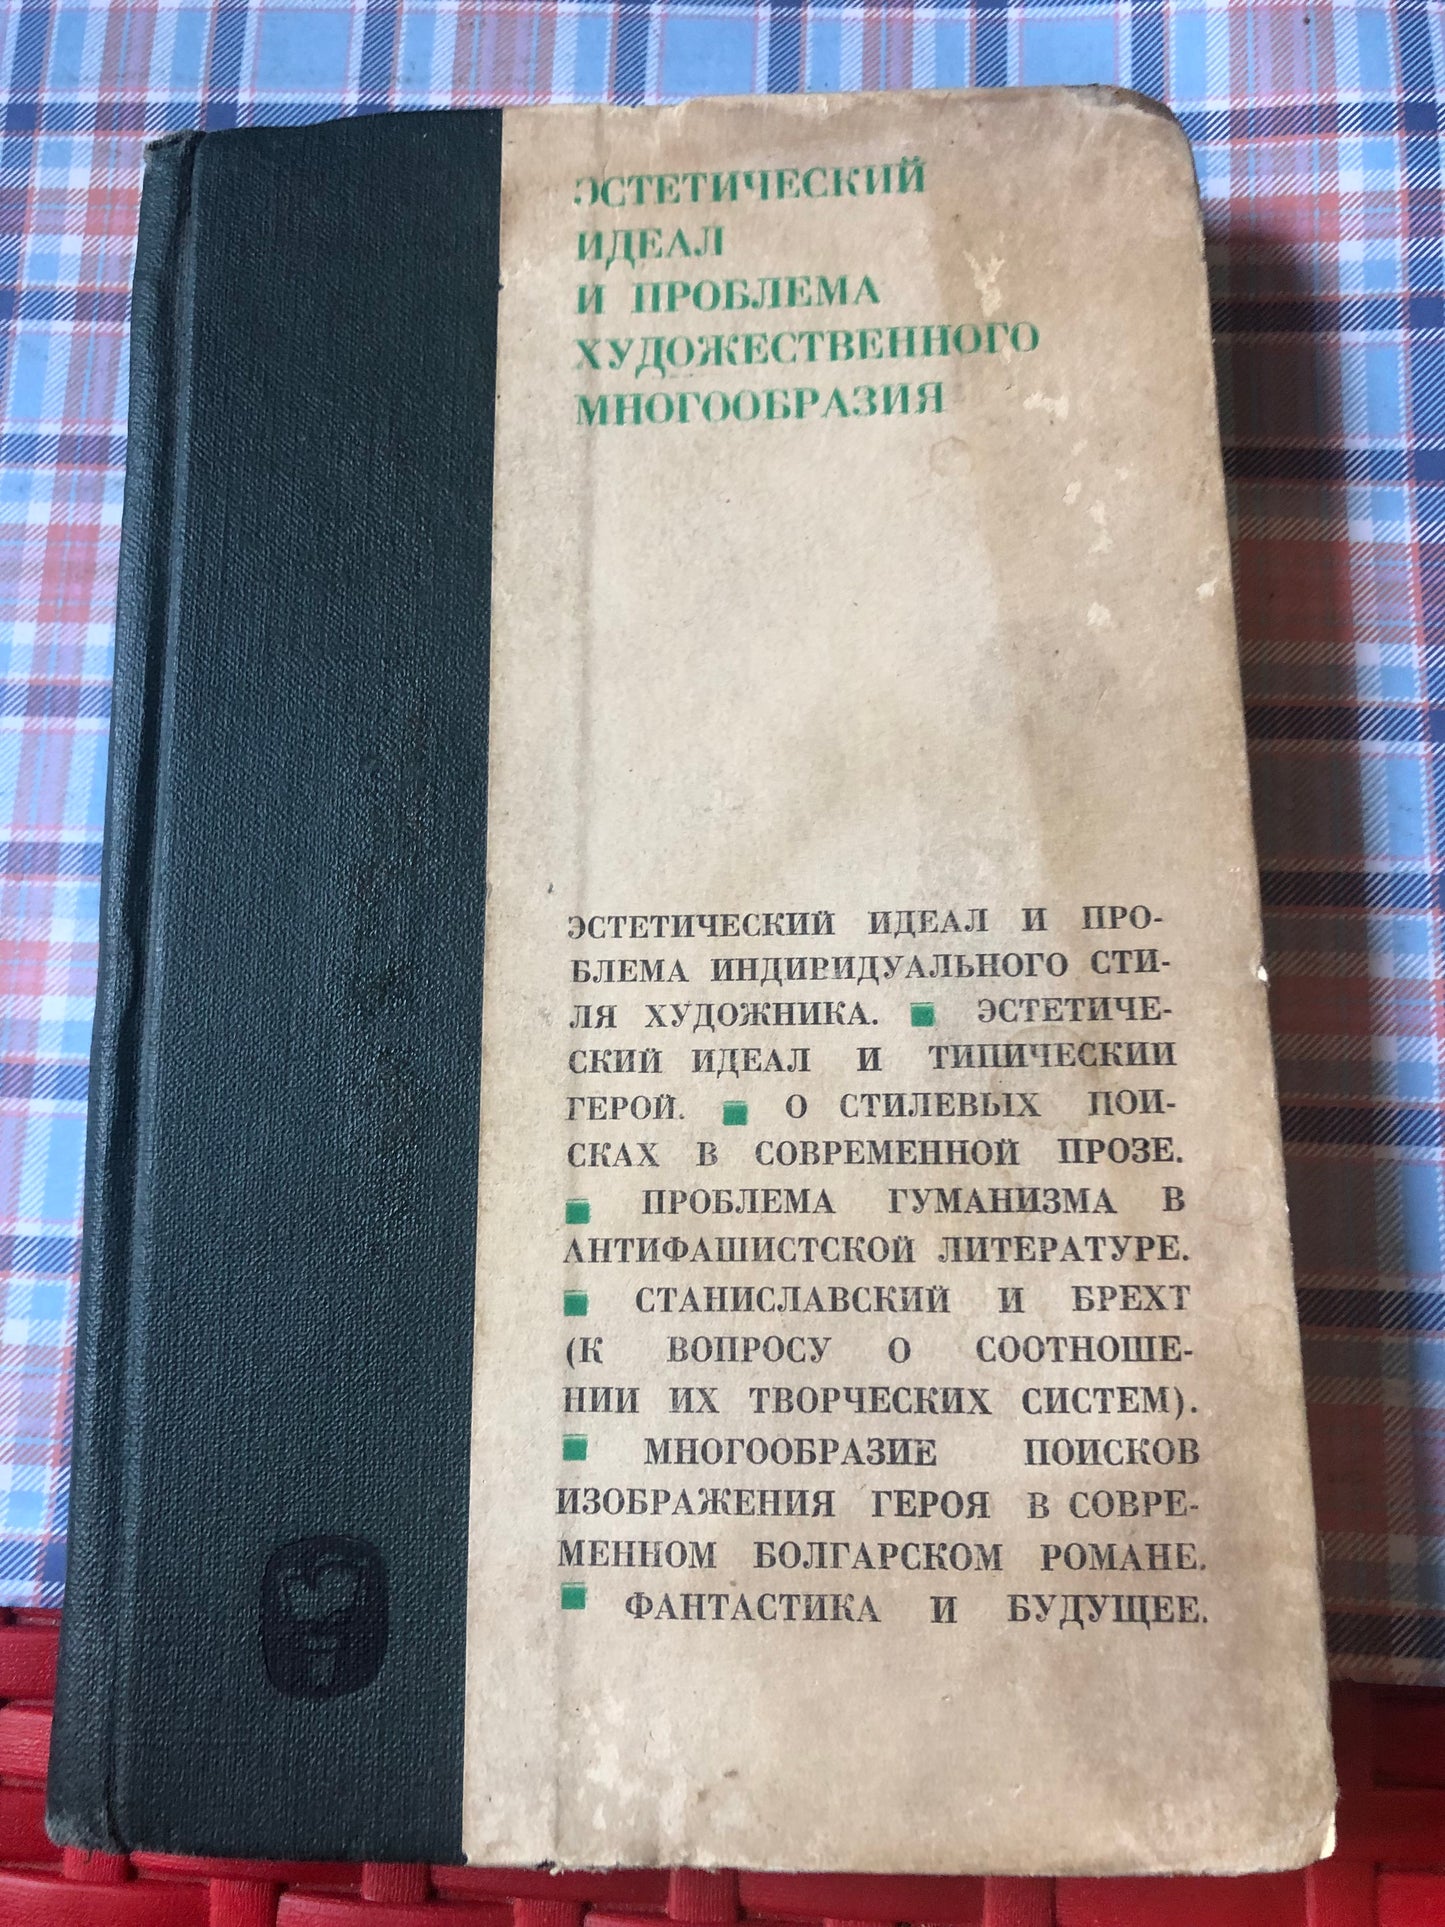 ЭСТЕТИЧЕСКИЙ
ИДЕАЛ
И ПРОБЛЕМА
ХУДОЖЕСТВЕННОГО
МНОГООБРАЗИЯ
ЭСТЕТИЧЕСКИЙ ИДЕАЛ И ПРО-
БЛЕМА ИНДИВИДУАЛЬНОГО СТИ-
ЛЯ ХУДОЖНИКА. ■ ЭСТЕТИЧЕ-
СКИЙ ИДЕАЛ И ТИПИЧЕСКИЙ
ГЕРОЙ. ■ О СТИЛЕВЫХ ПОИ-
СКАХ В СОВРЕМЕННОЙ ПРОЗЕ.
■ ПРОБЛЕМА ГУМАНИЗМА В
АНТИФАШИСТСКОЙ ЛИТЕРАТУРЕ.
■ СТАНИСЛАВСКИЙ И БРЕХТ
(К ВОПРОСУ О СООТНОШЕ-
НИИ ИХ ТВОРЧЕСКИХ СИСТЕМ).
■ МНОГООБРАЗИЕ ПОИСКОВ
ИЗОБРАЖЕНИЯ ГЕРОЯ В СОВРЕ-
МЕННОМ БОЛГАРСКОМ РОМАНЕ.
■ ФАНТАСТИКА И БУДУЩЕЕ.